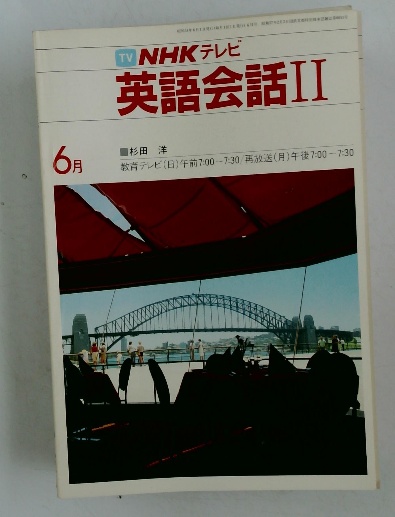 TV NHKテレビ
英語会話II
6月
■杉田 洋
教育テレビ(日)午前7:00-7:30/再放送(月)午後7:00-7:30